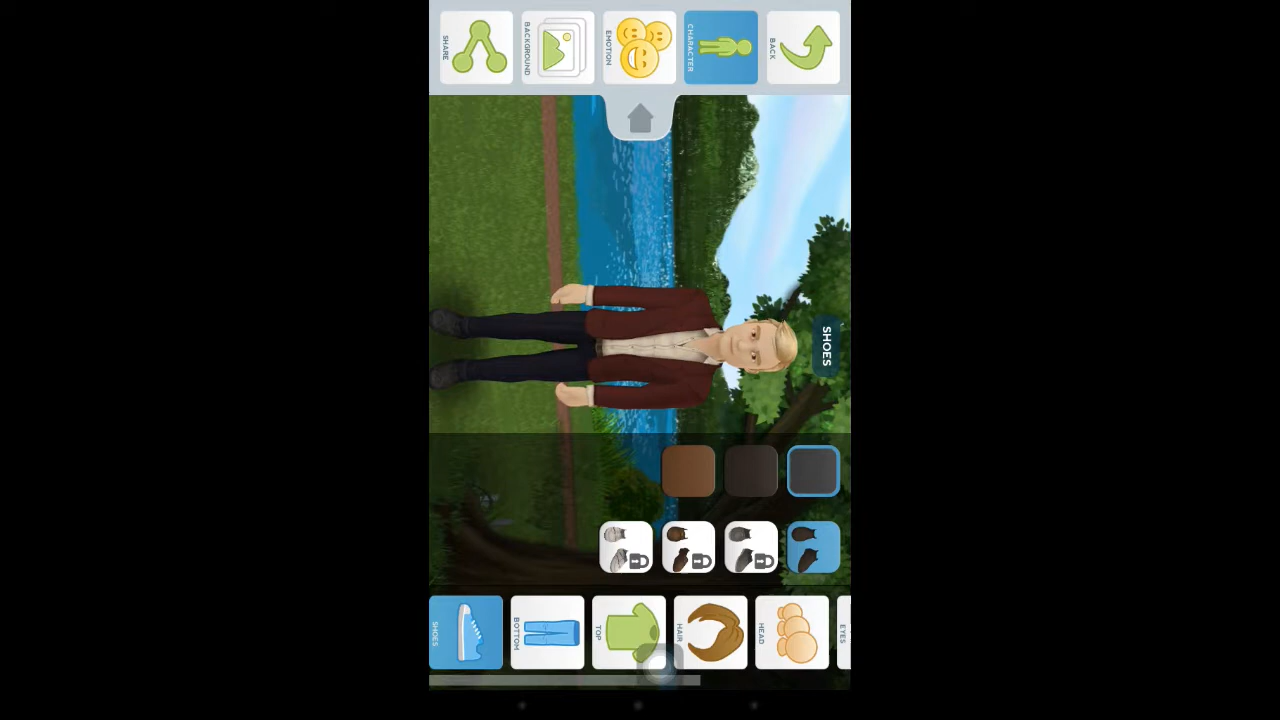 BACK
CHARACTER
EMOTION
BACKGROUND
SHARE
SHOES
EYES
HEAD
HAIR
TOP
BOTTOM
SHOES